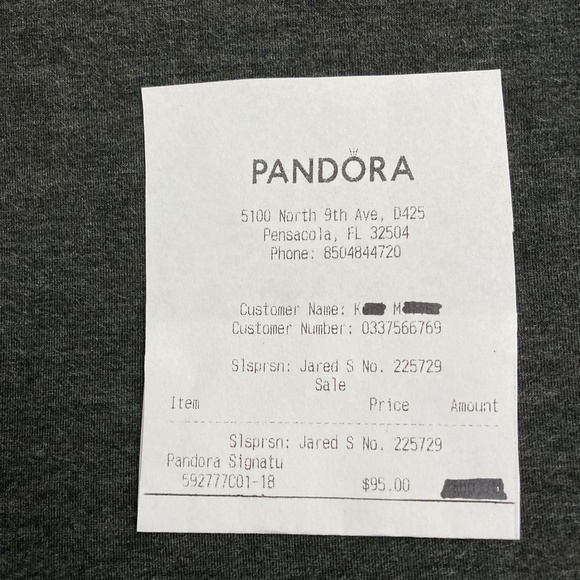 PANDORA
5100 North 9th Ave, D425
Pensacola, FL 32504
Phone: 8504844720
Customer Name: K M
Customer Number: 0337566769
Slsprsn: Jared S No. 225729
Sale
Item Price Amount
Slsprsn: Jared S No. 225729
Pandora Signatu
592777C01-18 $95.00